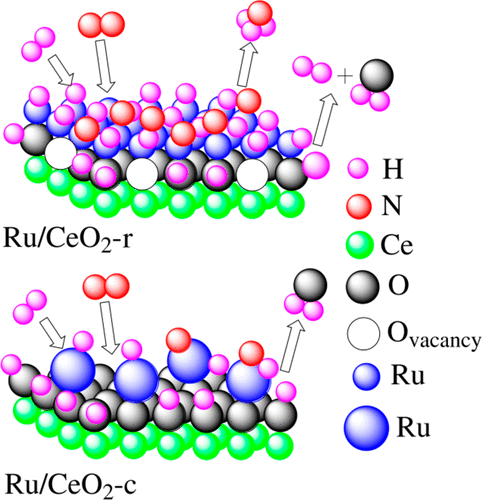 +
H
N
Ce
Ru/CeO₂-r
O
Ovacancy
Ru
Ru
Ru/CeO₂-c